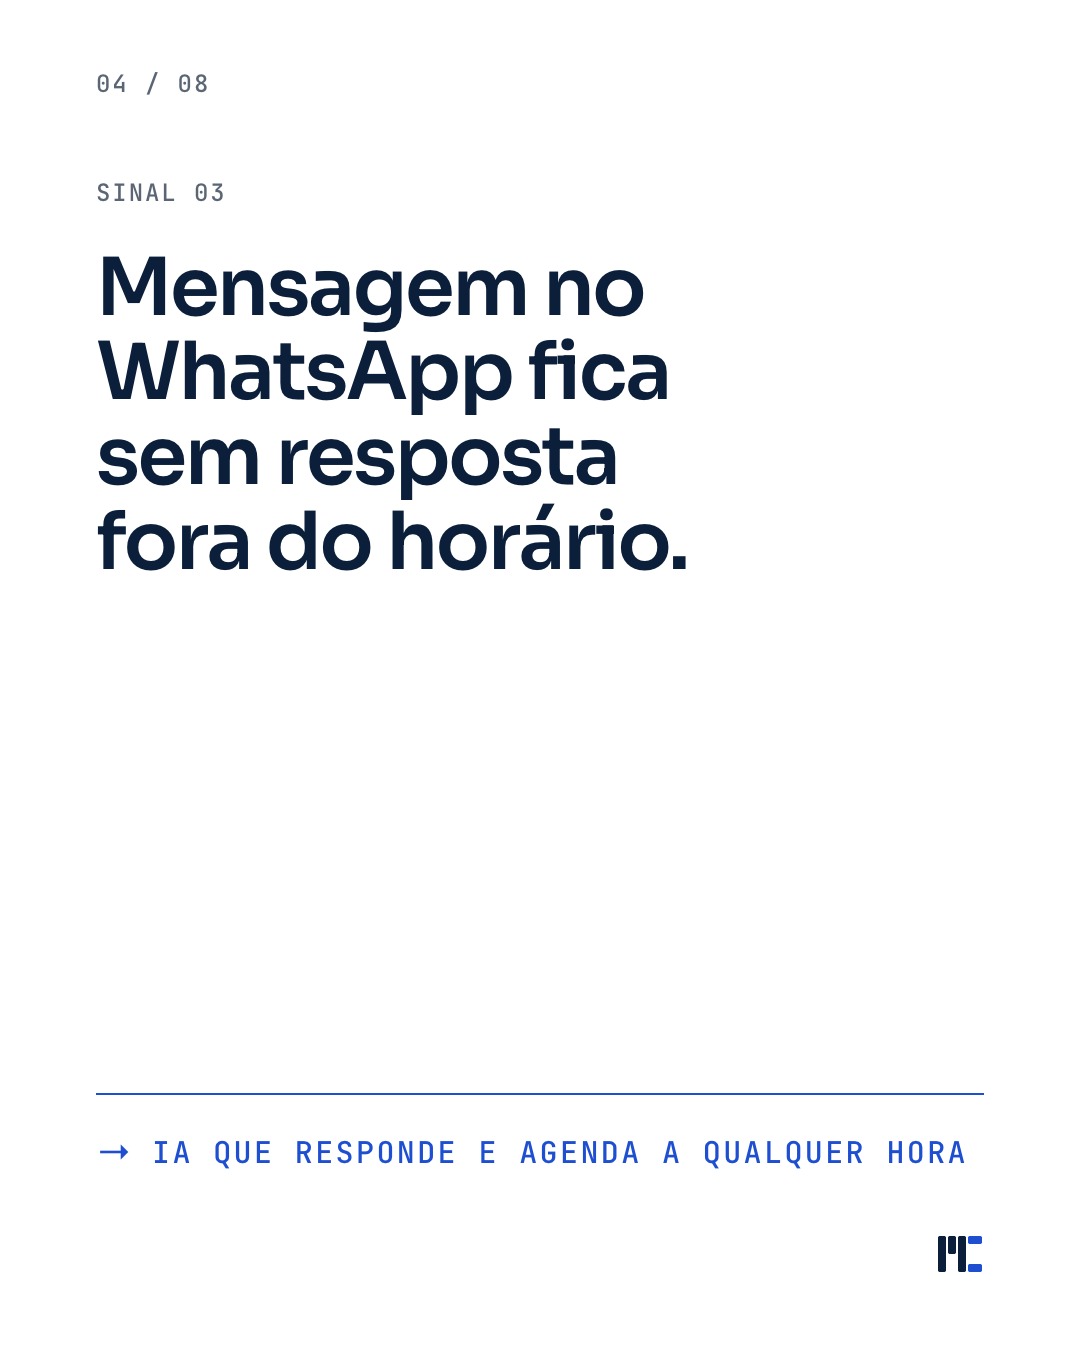 04 / 08
SINAL 03
Mensagem no
WhatsApp fica
sem resposta
fora do horário.
→ IA QUE RESPONDE E AGENDA A QUALQUER HORA
MC